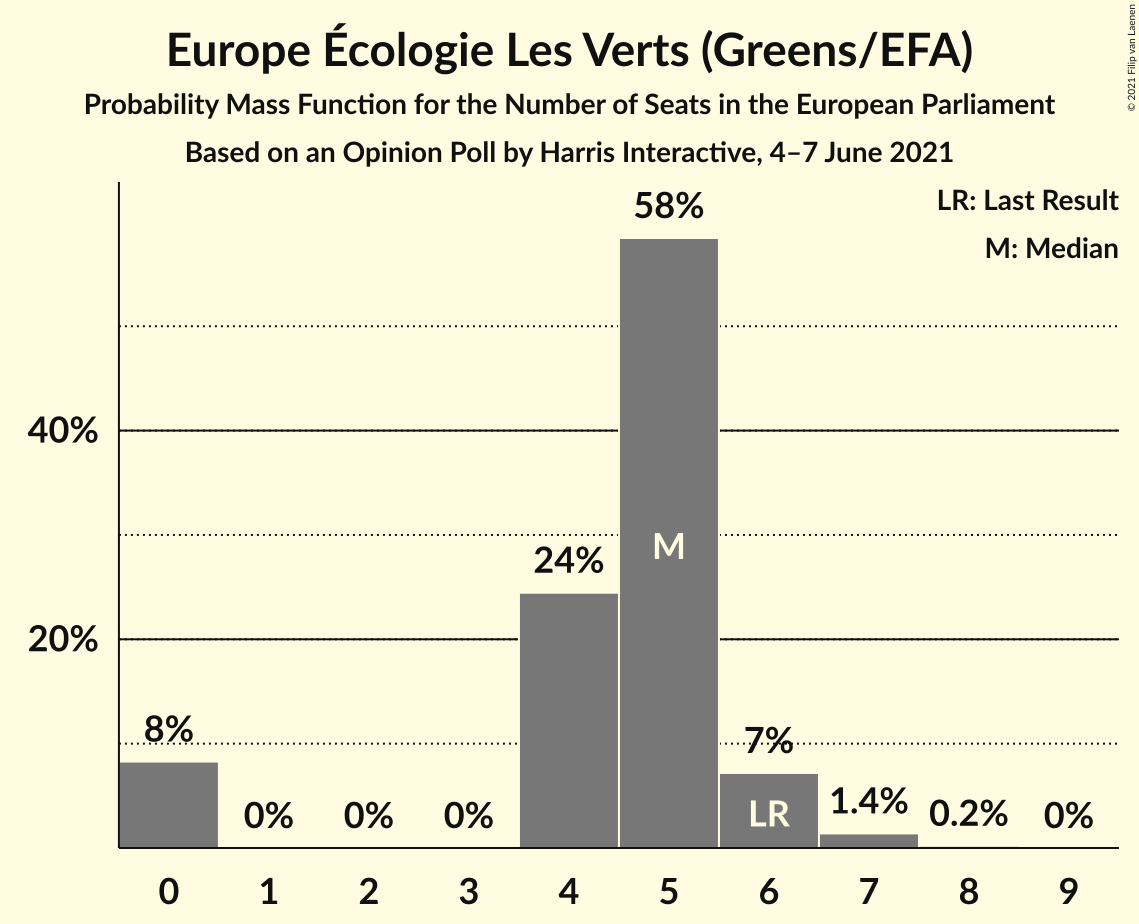 Europe Écologie Les Verts (Greens/EFA)
Probability Mass Function for the Number of Seats in the European Parliament
Based on an Opinion Poll by Harris Interactive, 4–7 June 2021
© 2021 Filip van Laenen
LR: Last Result
M: Median
58%
40%
M
24%
20%
8%
7%
0%
0%
0%
LR
1.4%
0.2%
0%
0 1 2 3 4 5 6 7 8 9